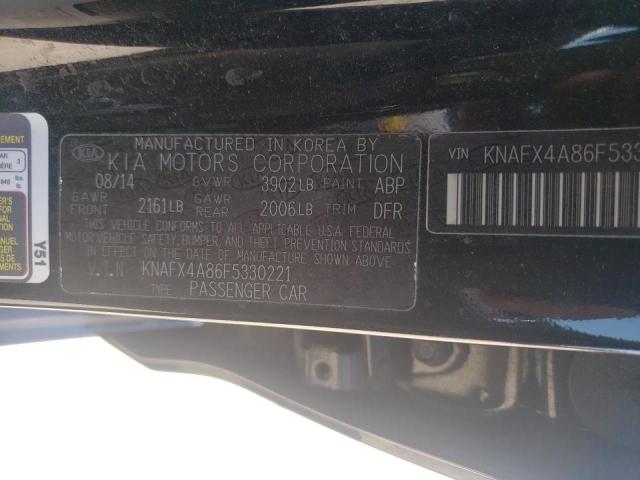 MANUFACTURED IN KOREA BY
KIA KIA MOTORS CORPORATION
08/14 GVWR 3902LB PAINT ABP
GAWR FRONT 2161LB GAWR REAR 2006LB TRIM DFR
THIS VEHICLE CONFORMS TO ALL APPLICABLE U.S.A FEDERAL
MOTOR VEHICLE SAFETY, BUMPER, AND THEFT PREVENTION STANDARDS
IN EFFECT ON THE DATE OF MANUFACTURE SHOWN ABOVE
V.I.N KNAFX4A86F5330221
TYPE PASSENGER CAR
VIN KNAFX4A86F533
Y51